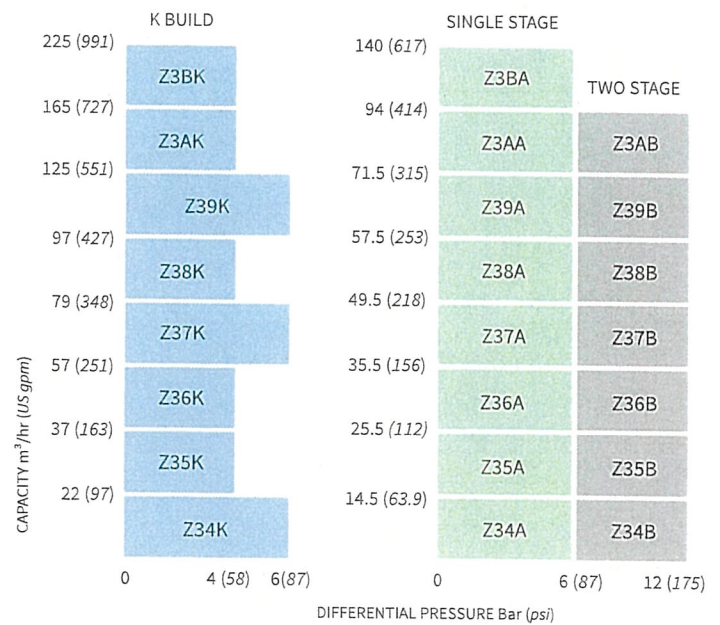 K BUILD
225 (991)
Z3BK
165 (727)
Z3AK
125 (551)
Z39K
97 (427)
Z38K
79 (348)
Z37K
57 (251)
Z36K
37 (163)
Z35K
22 (97)
Z34K
0 4 (58) 6(87)
CAPACITY m³/hr (US gpm)
SINGLE STAGE
140 (617)
Z3BA
TWO STAGE
94 (414)
Z3AA Z3AB
71.5 (315)
Z39A Z39B
57.5 (253)
Z38A Z38B
49.5 (218)
Z37A Z37B
35.5 (156)
Z36A Z36B
25.5 (112)
Z35A Z35B
14.5 (63.9)
Z34A Z34B
0 6 (87) 12 (175)
DIFFERENTIAL PRESSURE Bar (psi)